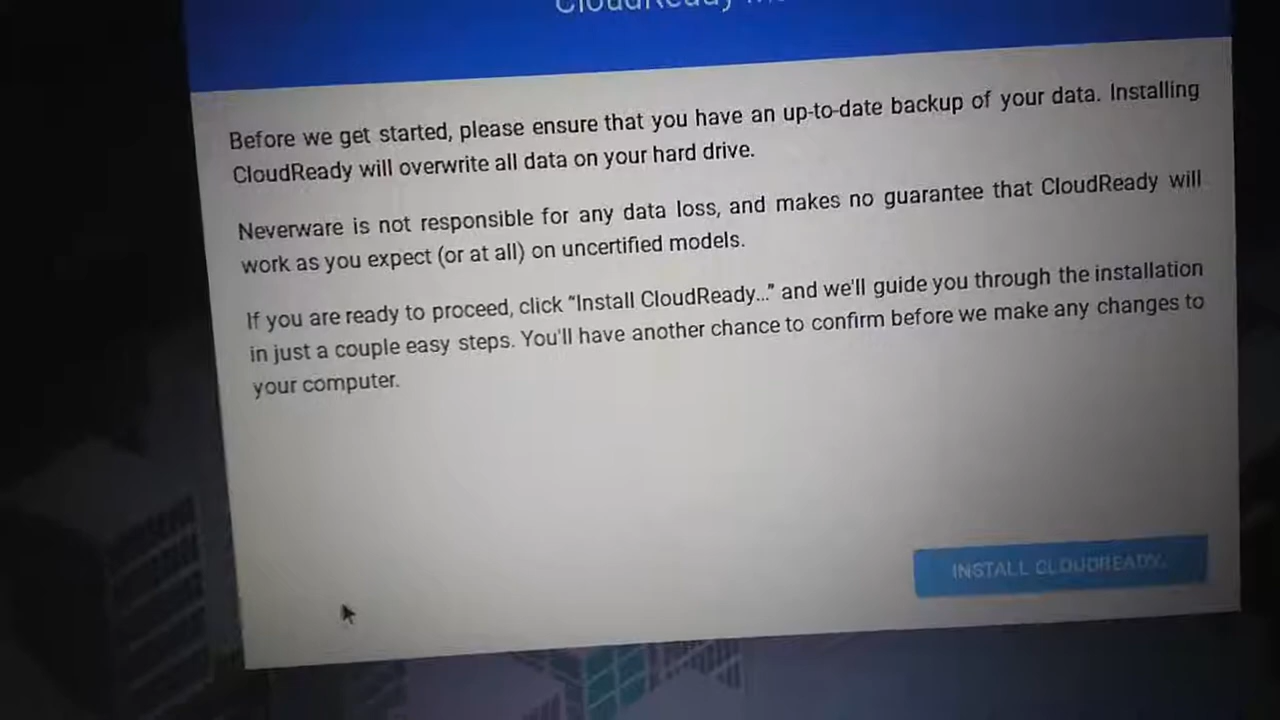 CloudReady
Before we get started, please ensure that you have an up-to-date backup of your data. Installing
CloudReady will overwrite all data on your hard drive.
Neverware is not responsible for any data loss, and makes no guarantee that CloudReady will
work as you expect (or at all) on uncertified models.
If you are ready to proceed, click “Install CloudReady...” and we'll guide you through the installation
in just a couple easy steps. You'll have another chance to confirm before we make any changes to
your computer.
INSTALL CLOUDREADY